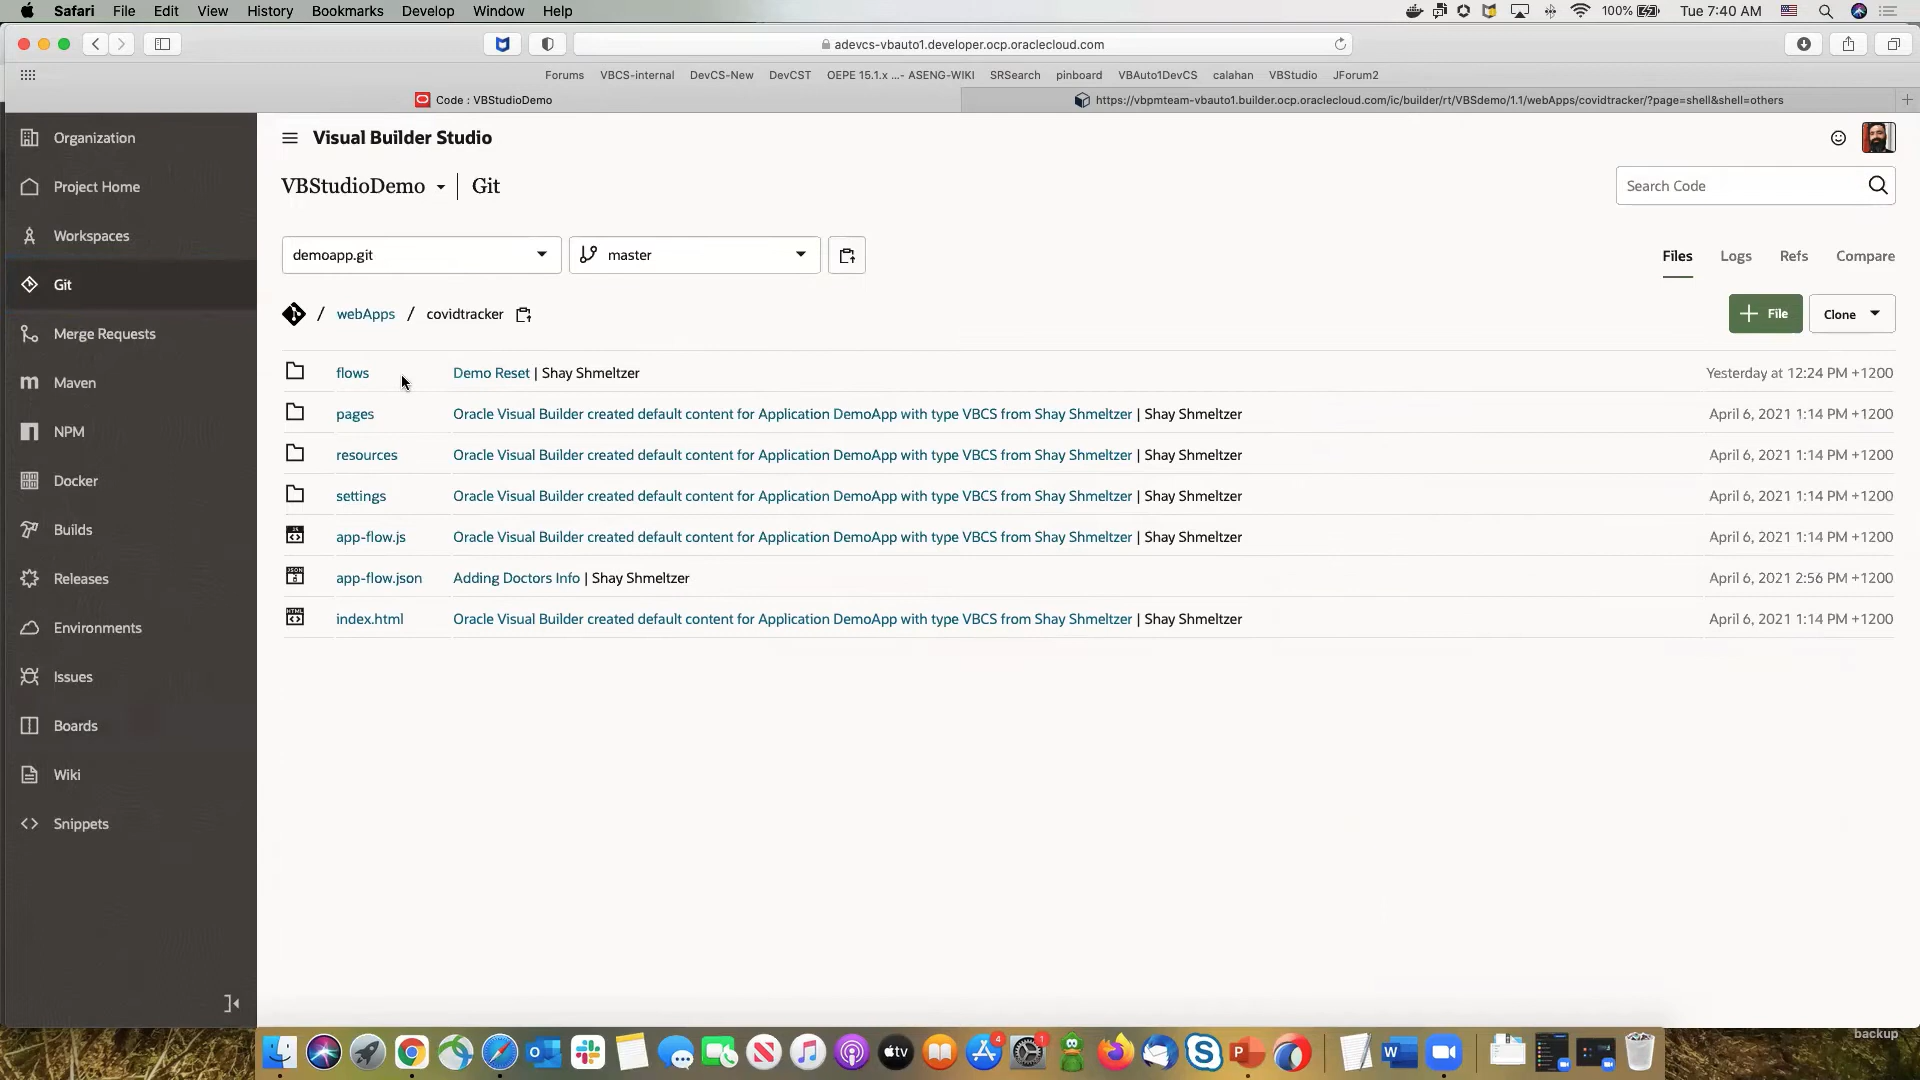 Safari File Edit View History Bookmarks Develop Window Help 100% Tue 7:40 AM
adevcs-vbauto1.developer.ocp.oraclecloud.com
Forums VBCS-internal DevCS-New DevCST OEPE 15.1.x ...- ASENG-WIKI SRSearch pinboard VBAuto1DevCS calahan VBStudio JForum2
Code : VBStudioDemo https://vbpmteam-vbauto1.builder.ocp.oraclecloud.com/ic/builder/rt/VBSdemo/1.1/webApps/covidtracker/?page=shell&shell=others
Organization
Project Home
Workspaces
Git
Merge Requests
Maven
NPM
Docker
Builds
Releases
Environments
Issues
Boards
Wiki
Snippets
Visual Builder Studio
VBStudioDemo | Git
Search Code
demoapp.git master
Files Logs Refs Compare
/ webApps / covidtracker
+ File Clone
flows Demo Reset | Shay Shmeltzer Yesterday at 12:24 PM +1200
pages Oracle Visual Builder created default content for Application DemoApp with type VBCS from Shay Shmeltzer | Shay Shmeltzer April 6, 2021 1:14 PM +1200
resources Oracle Visual Builder created default content for Application DemoApp with type VBCS from Shay Shmeltzer | Shay Shmeltzer April 6, 2021 1:14 PM +1200
settings Oracle Visual Builder created default content for Application DemoApp with type VBCS from Shay Shmeltzer | Shay Shmeltzer April 6, 2021 1:14 PM +1200
app-flow.js Oracle Visual Builder created default content for Application DemoApp with type VBCS from Shay Shmeltzer | Shay Shmeltzer April 6, 2021 1:14 PM +1200
app-flow.json Adding Doctors Info | Shay Shmeltzer April 6, 2021 2:56 PM +1200
index.html Oracle Visual Builder created default content for Application DemoApp with type VBCS from Shay Shmeltzer | Shay Shmeltzer April 6, 2021 1:14 PM +1200
backup